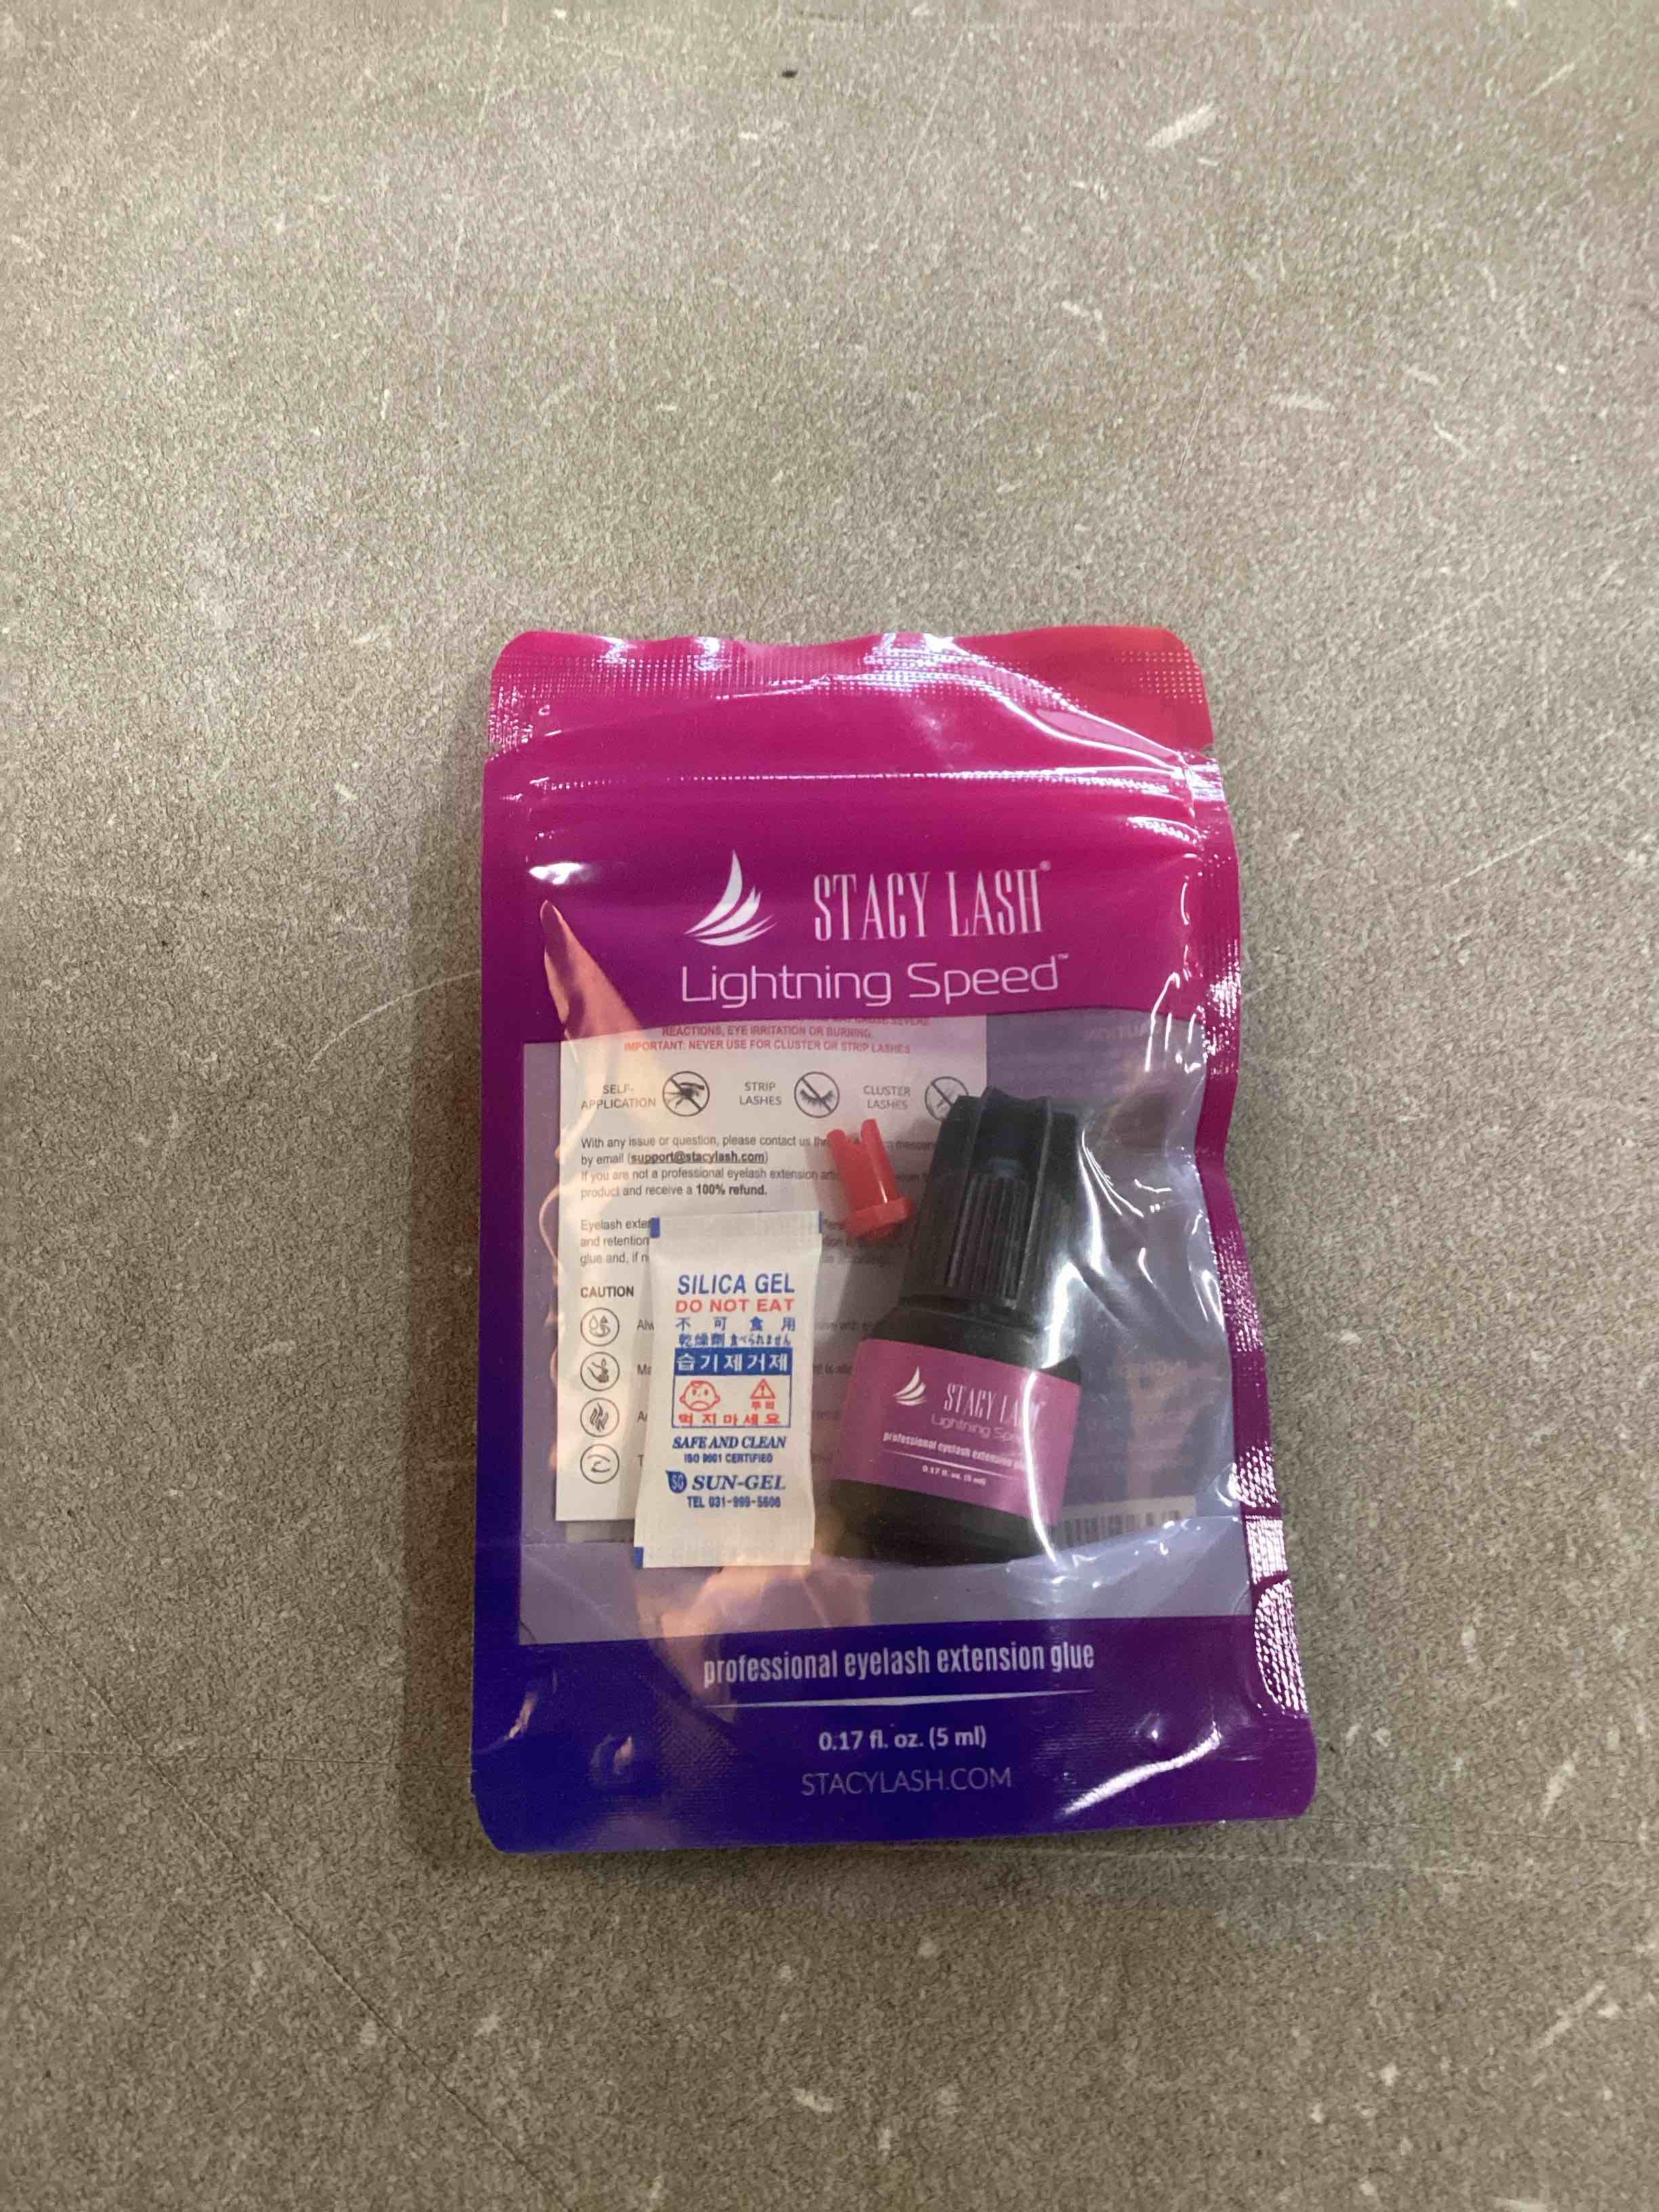 STACY LASH®
Lightning Speed™
REACTIONS, EYE IRRITATION OR BURNING.
IMPORTANT: NEVER USE FOR CLUSTER OR STRIP LASHES
SELF-
APPLICATION
STRIP
LASHES
CLUSTER
LASHES
With any issue or question, please contact us
by email (support@stacylash.com)
If you are not a professional eyelash extension
product and receive a 100% refund.
Eyelash
and retention
glue and, if
CAUTION
SILICA GEL
DO NOT EAT
不可食用
乾燥劑 食べられません
습기제거제
주의
먹지마세요
SAFE AND CLEAN
ISO 9001 CERTIFIED
SG SUN-GEL
TEL 031-999-5606
STACY
Lightning
professional eyelash extension
0.17 fl. oz. (5 ml)
professional eyelash extension glue
0.17 fl. oz. (5 ml)
STACYLASH.COM